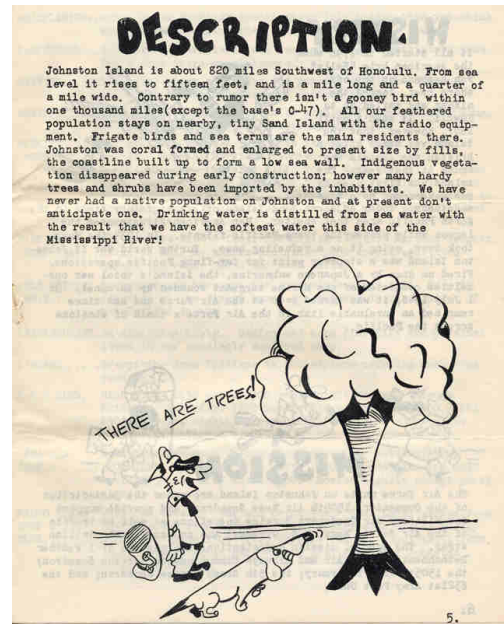 DESCRIPTION.
Johnston Island is about 820 miles Southwest of Honolulu. From sea
level it rises to fifteen feet, and is a mile long and a quarter of
a mile wide. Contrary to rumor there isn't a gooney bird within
one thousand miles(except the base's C-47). All our feathered
population stays on nearby, tiny Sand Island with the radio equip-
ment. Frigate birds and sea terns are the main residents there.
Johnston was coral formed and enlarged to present size by fills,
the coastline built up to form a low sea wall. Indigenous vegeta-
tion disappeared during early construction; however many hardy
trees and shrubs have been imported by the inhabitants. We have
never had a native population on Johnston and at present don't
anticipate one. Drinking water is distilled from sea water with
the result that we have the softest water this side of the
Mississippi River!
THERE ARE TREES!
5.